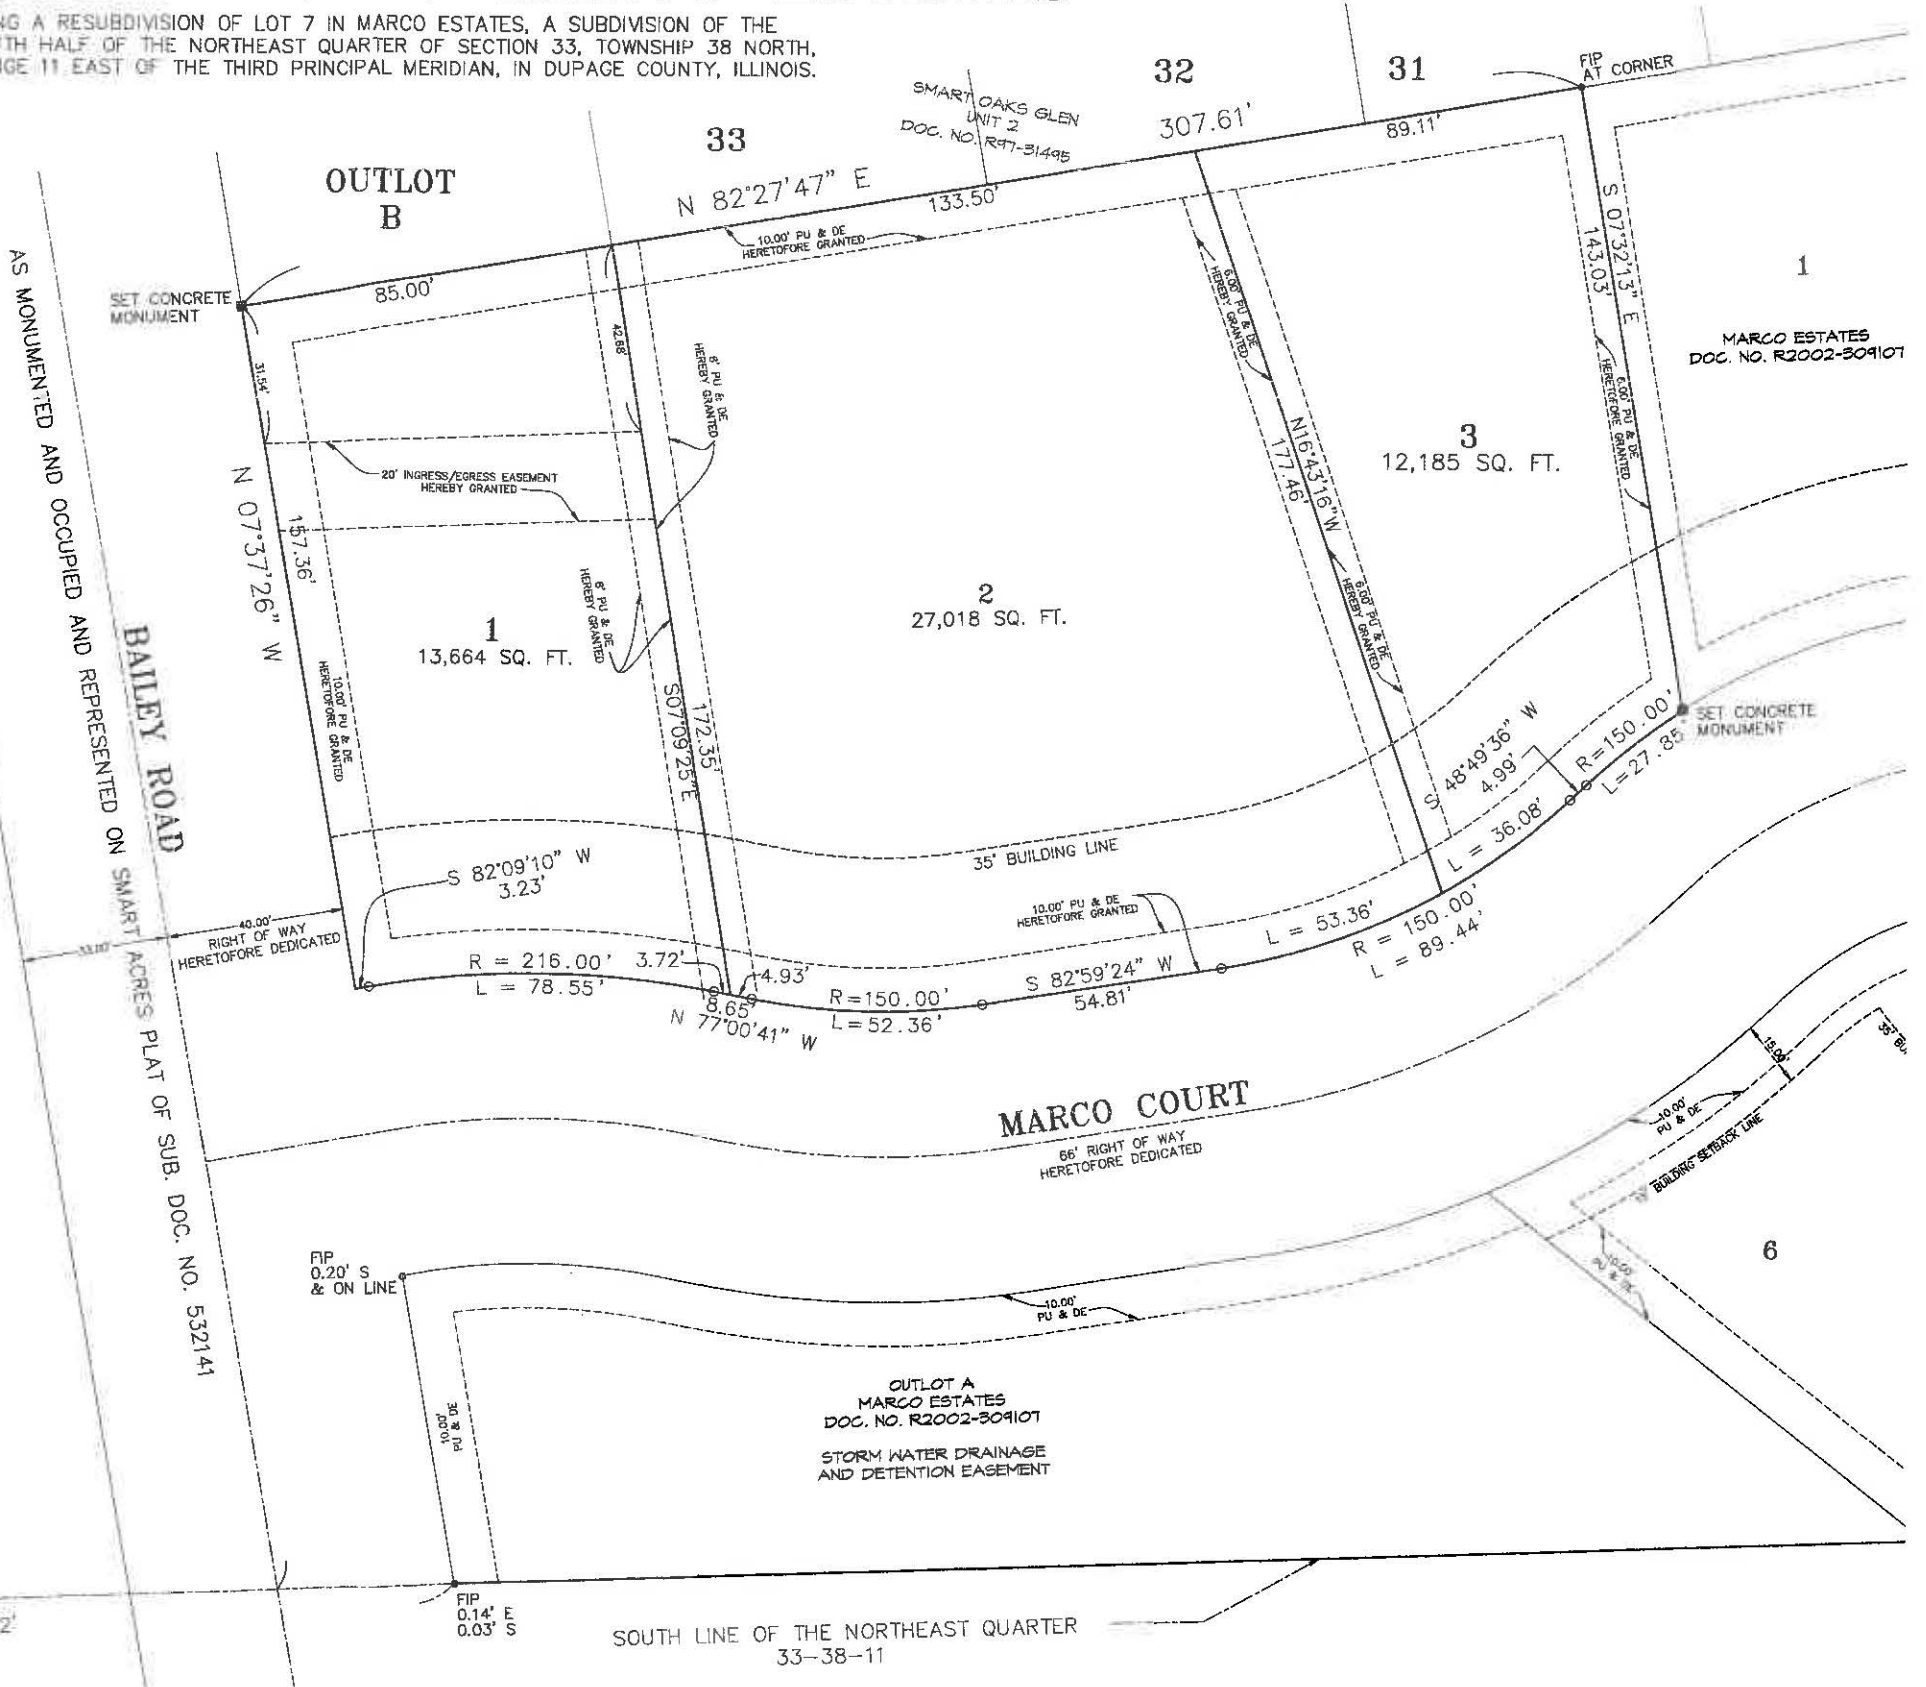 A RESUBDIVISION OF LOT 7 IN MARCO ESTATES, A SUBDIVISION OF THE
HALF OF THE NORTHEAST QUARTER OF SECTION 33, TOWNSHIP 38 NORTH,
11 EAST OF THE THIRD PRINCIPAL MERIDIAN, IN DUPAGE COUNTY, ILLINOIS.
32
31
FIP
AT CORNER
33
SMART OAKS GLEN
UNIT 2
DOC. NO. R97-31495
307.61'
89.11'
OUTLOT
B
N 82°27'47" E
133.50'
10.00' PU & DE
HERETOFORE GRANTED
SET CONCRETE
MONUMENT
85.00'
31.54'
42.68'
6' PU & DE
HEREBY GRANTED
6.00' PU & DE
HEREBY GRANTED
S 07°32'13" E
143.03'
6.00' PU & DE
HERETOFORE GRANTED
1
MARCO ESTATES
DOC. NO. R2002-309107
3
12,185 SQ. FT.
N16°43'16"W
177.46'
20' INGRESS/EGRESS EASEMENT
HEREBY GRANTED
N 07°37'26" W
157.36'
6' PU & DE
HEREBY GRANTED
2
27,018 SQ. FT.
6.00' PU & DE
HEREBY GRANTED
1
13,664 SQ. FT.
10.00' PU & DE
HERETOFORE GRANTED
S07°09'25"E
172.35'
AS MONUMENTED AND OCCUPIED AND REPRESENTED ON SMART ACRES PLAT OF SUB. DOC. NO. 532141
BAILEY ROAD
SET CONCRETE
MONUMENT
S 48°49'36" W
4.99'
R=150.00'
L=27.85'
L = 36.08'
35' BUILDING LINE
S 82°09'10" W
3.23'
10.00' PU & DE
HERETOFORE GRANTED
33.00'
40.00'
RIGHT OF WAY
HERETOFORE DEDICATED
R = 216.00'
L = 78.55'
3.72'
4.93'
8.65'
N 77°00'41" W
R=150.00'
L=52.36'
S 82°59'24" W
54.81'
L = 53.36'
R = 150.00'
L = 89.44'
MARCO COURT
66' RIGHT OF WAY
HERETOFORE DEDICATED
15.00'
35' BU
10.00'
PU & DE
BUILDING SETBACK LINE
10.00'
PU & DE
6
FIP
0.20' S
& ON LINE
10.00'
PU & DE
10.00'
PU & DE
OUTLOT A
MARCO ESTATES
DOC. NO. R2002-309107
STORM WATER DRAINAGE
AND DETENTION EASEMENT
FIP
0.14' E
0.03' S
2'
SOUTH LINE OF THE NORTHEAST QUARTER
33-38-11